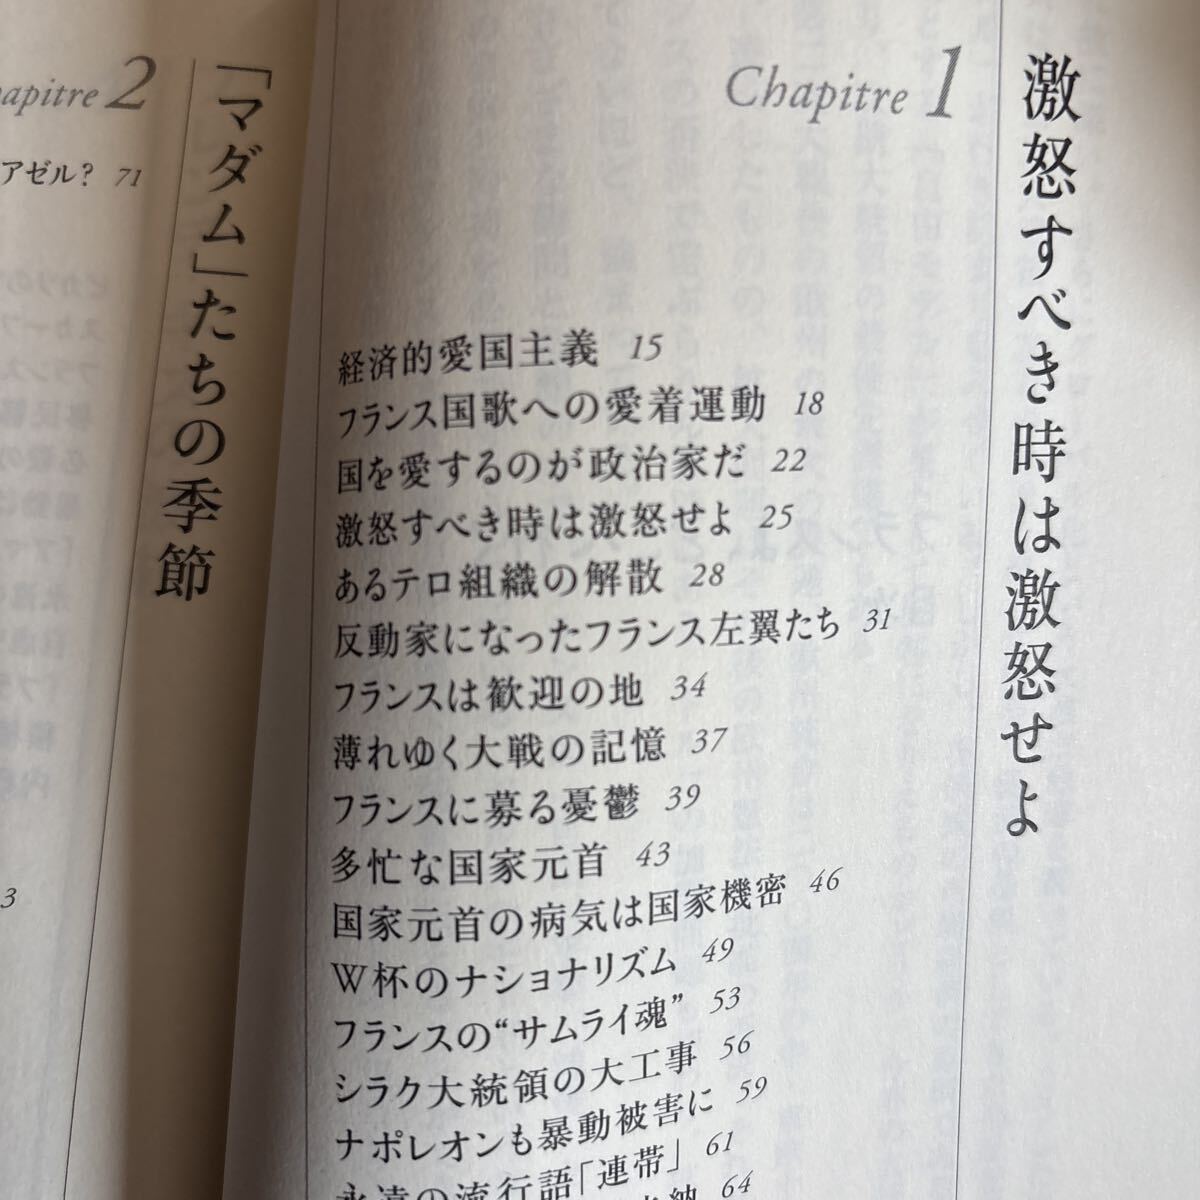 激怒すべき時は激怒せよ
Chapitre 1
経済的愛国主義 15
フランス国歌への愛着運動 18
国を愛するのが政治家だ 22
激怒すべき時は激怒せよ 25
あるテロ組織の解散 28
反動家になったフランス左翼たち 31
フランスは歓迎の地 34
薄れゆく大戦の記憶 37
フランスに募る憂鬱 39
多忙な国家元首 43
国家元首の病気は国家機密 46
W杯のナショナリズム 49
フランスの“サムライ魂” 53
シラク大統領の大工事 56
ナポレオンも暴動被害に 59
永遠の流行語「連帯」 61
64
「マダム」たちの季節
apitre 2
アゼル? 71
3